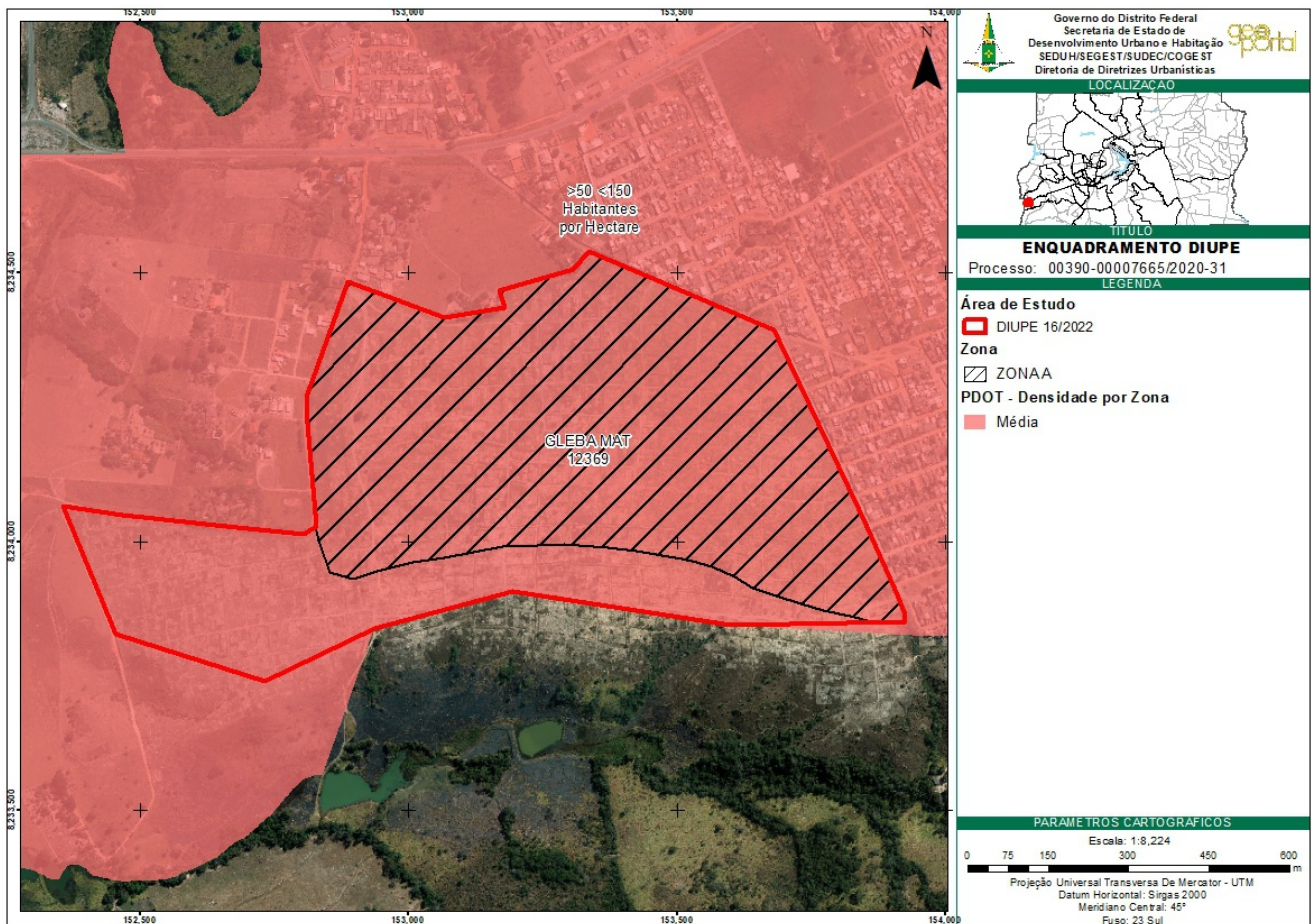 152,500
153,000
153,500
154,000
8,234,500
8,234,000
8,233,500
152,500
153,000
153,500
154,000
N
>50 <150
Habitantes
por Hectare
GLEBA MAT
12369
Governo do Distrito Federal
Secretaria de Estado de
Desenvolvimento Urbano e Habitação
SEDUH/SEGEST/SUDEC/COGEST
Diretoria de Diretrizes Urbanísticas
geo
portal
LOCALIZAÇÃO
TITULO
ENQUADRAMENTO DIUPE
Processo: 00390-00007665/2020-31
LEGENDA
Área de Estudo
DIUPE 16/2022
Zona
ZONA A
PDOT - Densidade por Zona
Média
PARAMETROS CARTOGRAFICOS
Escala: 1:8,224
0 75 150 300 450 600
m
Projeção Universal Transversa De Mercator - UTM
Datum Horizontal: Sirgas 2000
Meridiano Central: 45°
Fuso: 23 Sul